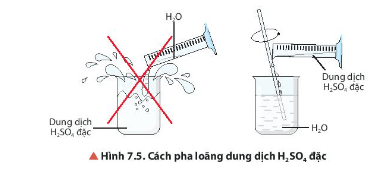 H₂O
Dung dịch
H₂SO₄ đặc
Dung dịch
H₂SO₄ đặc
H₂O
▲ Hình 7.5. Cách pha loãng dung dịch H₂SO₄ đặc